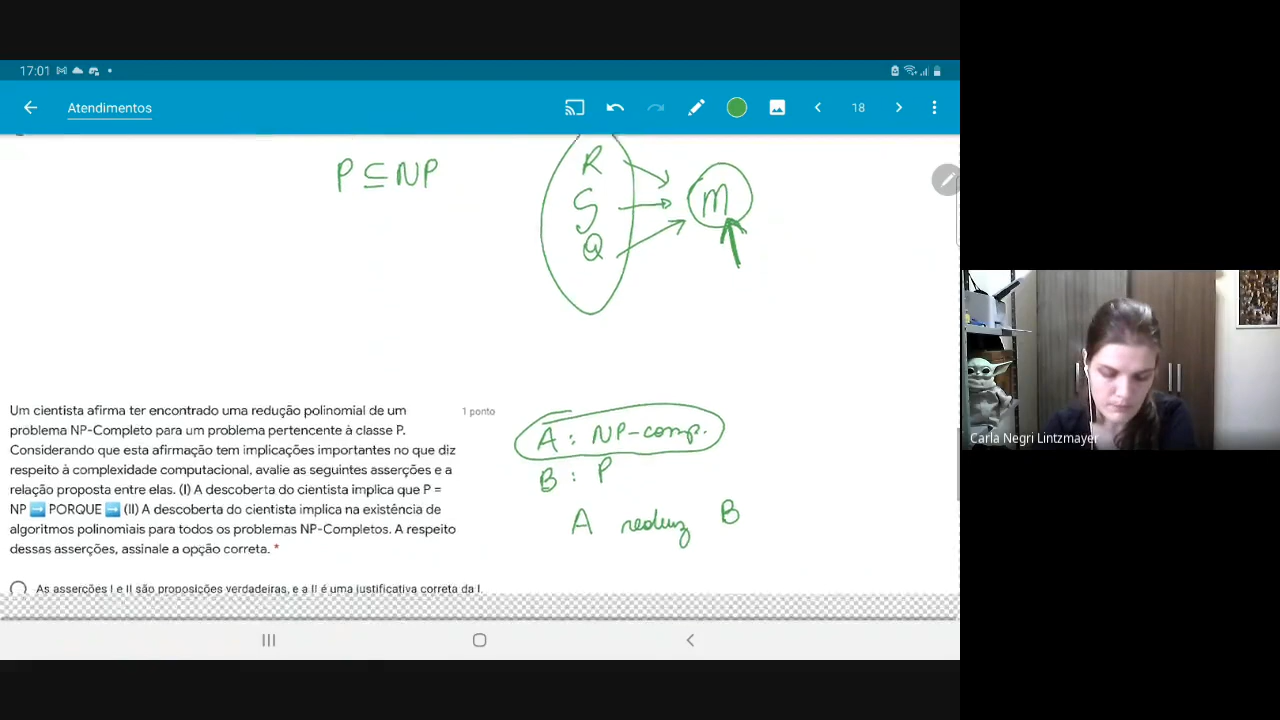 17:01
Atendimentos
18
P ⊆ NP
R
S
Q
M
Um cientista afirma ter encontrado uma redução polinomial de um
problema NP-Completo para um problema pertencente à classe P.
Considerando que esta afirmação tem implicações importantes no que diz
respeito à complexidade computacional, avalie as seguintes asserções e a
relação proposta entre elas. (I) A descoberta do cientista implica que P =
NP ➡️ PORQUE ➡️ (II) A descoberta do cientista implica na existência de
algoritmos polinomiais para todos os problemas NP-Completos. A respeito
dessas asserções, assinale a opção correta. *
1 ponto
As asserções I e II são proposições verdadeiras, e a II é uma justificativa correta da I.
A : NP-comp.
B : P
A reduz B
Carla Negri Lintzmayer